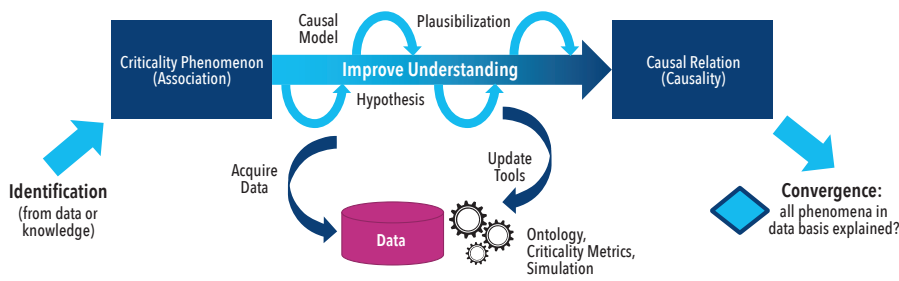 Criticality Phenomenon
(Association)
Causal
Model
Plausibilization
Improve Understanding
Hypothesis
Causal Relation
(Causality)
Identification
(from data or
knowledge)
Acquire
Data
Data
Update
Tools
Ontology,
Criticality Metrics,
Simulation
Convergence:
all phenomena in
data basis explained?